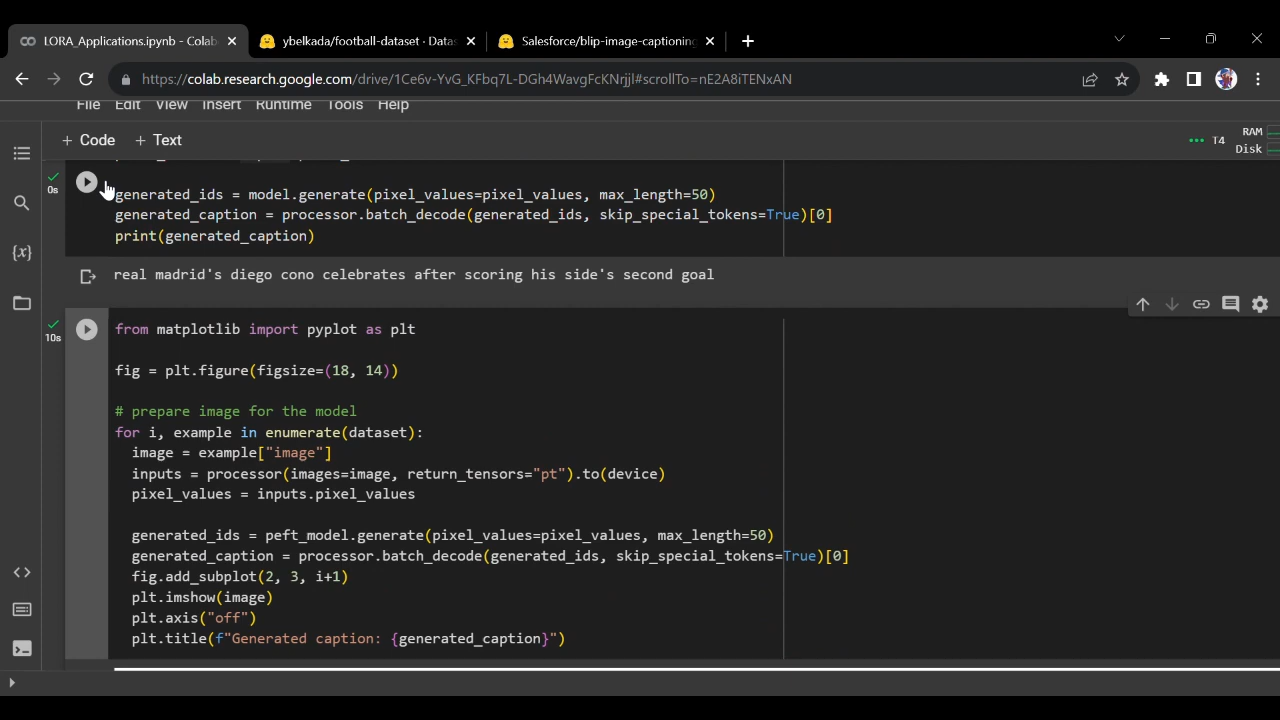 LORA_Applications.ipynb - Colab
ybelkada/football-dataset · Datas
Salesforce/blip-image-captioning
https://colab.research.google.com/drive/1Ce6v-YvG_KFbq7L-DGh4WavgFcKNrjjl#scrollTo=nE2A8iTENxAN
File Edit View Insert Runtime Tools Help
+ Code + Text
T4
RAM
Disk
0s
generated_ids = model.generate(pixel_values=pixel_values, max_length=50)
generated_caption = processor.batch_decode(generated_ids, skip_special_tokens=True)[0]
print(generated_caption)
real madrid's diego cono celebrates after scoring his side's second goal
10s
from matplotlib import pyplot as plt
fig = plt.figure(figsize=(18, 14))
# prepare image for the model
for i, example in enumerate(dataset):
image = example["image"]
inputs = processor(images=image, return_tensors="pt").to(device)
pixel_values = inputs.pixel_values
generated_ids = peft_model.generate(pixel_values=pixel_values, max_length=50)
generated_caption = processor.batch_decode(generated_ids, skip_special_tokens=True)[0]
fig.add_subplot(2, 3, i+1)
plt.imshow(image)
plt.axis("off")
plt.title(f"Generated caption: {generated_caption}")